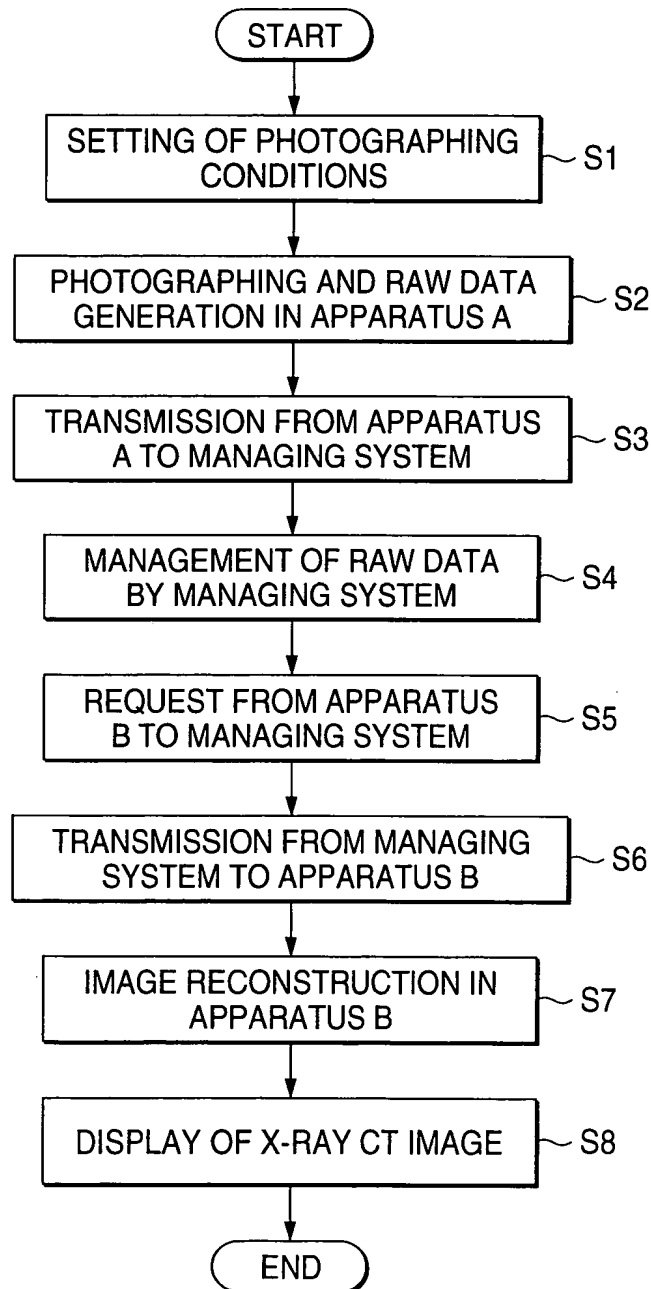 START
SETTING OF PHOTOGRAPHING
CONDITIONS
S1
PHOTOGRAPHING AND RAW DATA
GENERATION IN APPARATUS A
S2
TRANSMISSION FROM APPARATUS
A TO MANAGING SYSTEM
S3
MANAGEMENT OF RAW DATA
BY MANAGING SYSTEM
S4
REQUEST FROM APPARATUS
B TO MANAGING SYSTEM
S5
TRANSMISSION FROM MANAGING
SYSTEM TO APPARATUS B
S6
IMAGE RECONSTRUCTION IN
APPARATUS B
S7
DISPLAY OF X-RAY CT IMAGE
S8
END